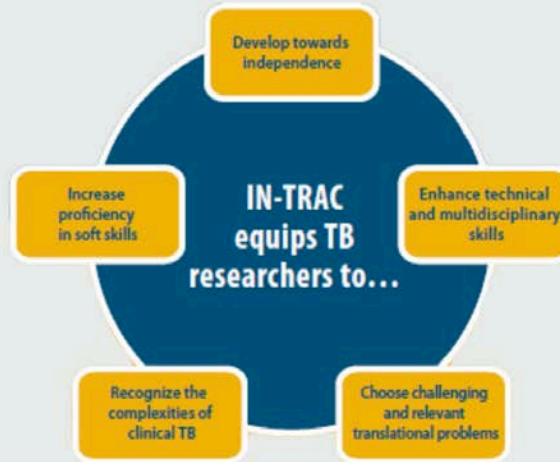 Develop towards
independence
Increase
proficiency
in soft skills
IN-TRAC
equips TB
researchers to...
Enhance technical
and multidisciplinary
skills
Recognize the
complexities of
clinical TB
Choose challenging
and relevant
translational problems